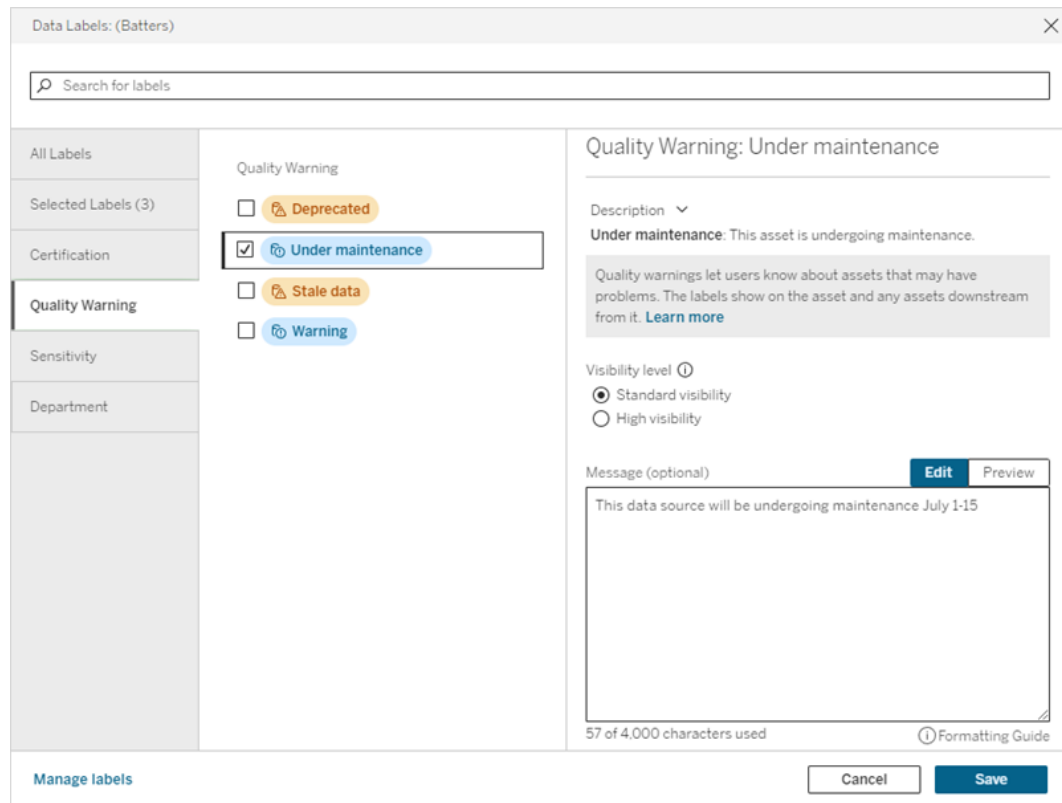 Data Labels: (Batters)
Search for labels
All Labels
Selected Labels (3)
Certification
Quality Warning
Sensitivity
Department
Quality Warning
Deprecated
Under maintenance
Stale data
Warning
Quality Warning: Under maintenance
Description
Under maintenance: This asset is undergoing maintenance.
Quality warnings let users know about assets that may have
problems. The labels show on the asset and any assets downstream
from it. Learn more
Visibility level
Standard visibility
High visibility
Message (optional)
Edit
Preview
This data source will be undergoing maintenance July 1-15
57 of 4,000 characters used
Formatting Guide
Manage labels
Cancel
Save